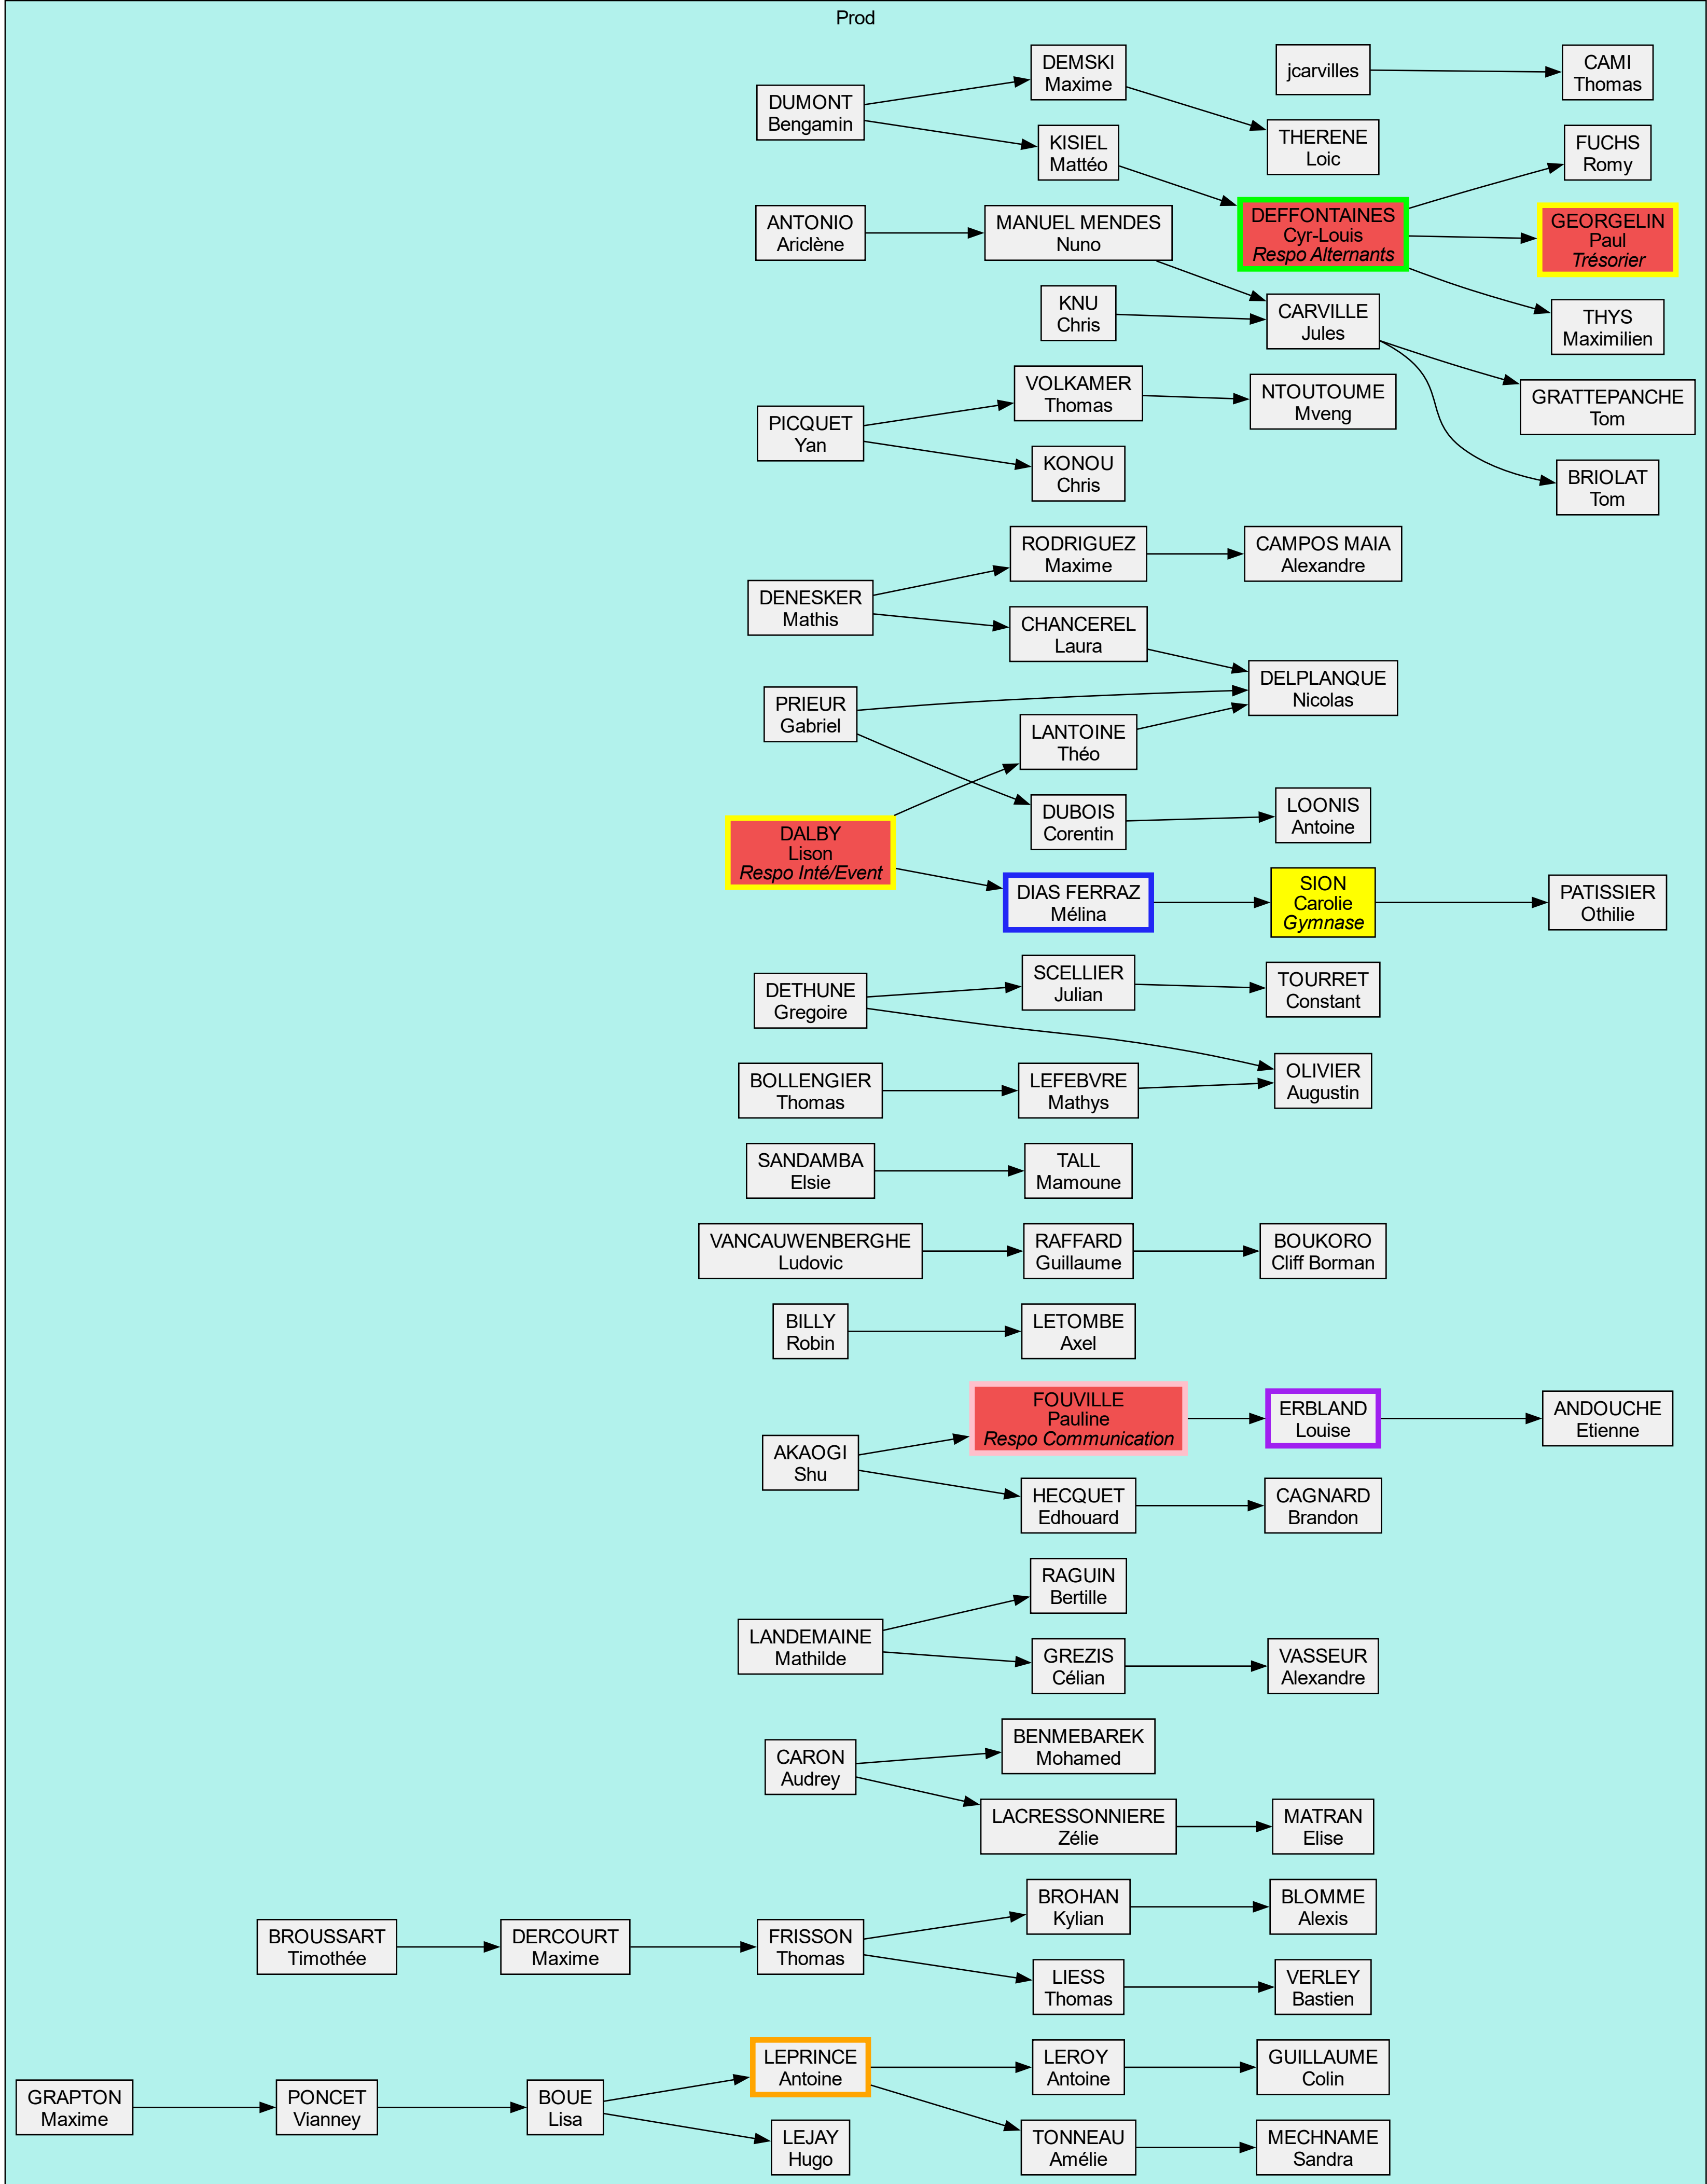 Prod
DEMSKI
Maxime
jcarvilles
CAMI
Thomas
DUMONT
Bengamin
THERENE
Loic
KISIEL
Mattéo
FUCHS
Romy
ANTONIO
Ariclène
MANUEL MENDES
Nuno
DEFFONTAINES
Cyr-Louis
Respo Alternants
GEORGELIN
Paul
Trésorier
KNU
Chris
CARVILLE
Jules
THYS
Maximilien
VOLKAMER
Thomas
NTOUTOUME
Mveng
GRATTEPANCHE
Tom
PICQUET
Yan
KONOU
Chris
BRIOLAT
Tom
RODRIGUEZ
Maxime
CAMPOS MAIA
Alexandre
DENESKER
Mathis
CHANCEREL
Laura
DELPLANQUE
Nicolas
PRIEUR
Gabriel
LANTOINE
Théo
DUBOIS
Corentin
LOONIS
Antoine
DALBY
Lison
Respo Inté/Event
DIAS FERRAZ
Mélina
SION
Carolie
Gymnase
PATISSIER
Othilie
DETHUNE
Gregoire
SCELLIER
Julian
TOURRET
Constant
BOLLENGIER
Thomas
LEFEBVRE
Mathys
OLIVIER
Augustin
SANDAMBA
Elsie
TALL
Mamoune
VANCAUWENBERGHE
Ludovic
RAFFARD
Guillaume
BOUKORO
Cliff Borman
BILLY
Robin
LETOMBE
Axel
FOUVILLE
Pauline
Respo Communication
ERBLAND
Louise
ANDOUCHE
Etienne
AKAOGI
Shu
HECQUET
Edhouard
CAGNARD
Brandon
RAGUIN
Bertille
LANDEMAINE
Mathilde
GREZIS
Célian
VASSEUR
Alexandre
CARON
Audrey
BENMEBAREK
Mohamed
LACRESSONNIERE
Zélie
MATRAN
Elise
BROUSSART
Timothée
DERCOURT
Maxime
FRISSON
Thomas
BROHAN
Kylian
BLOMME
Alexis
LIESS
Thomas
VERLEY
Bastien
GRAPTON
Maxime
PONCET
Vianney
BOUE
Lisa
LEPRINCE
Antoine
LEROY
Antoine
GUILLAUME
Colin
LEJAY
Hugo
TONNEAU
Amélie
MECHNAME
Sandra